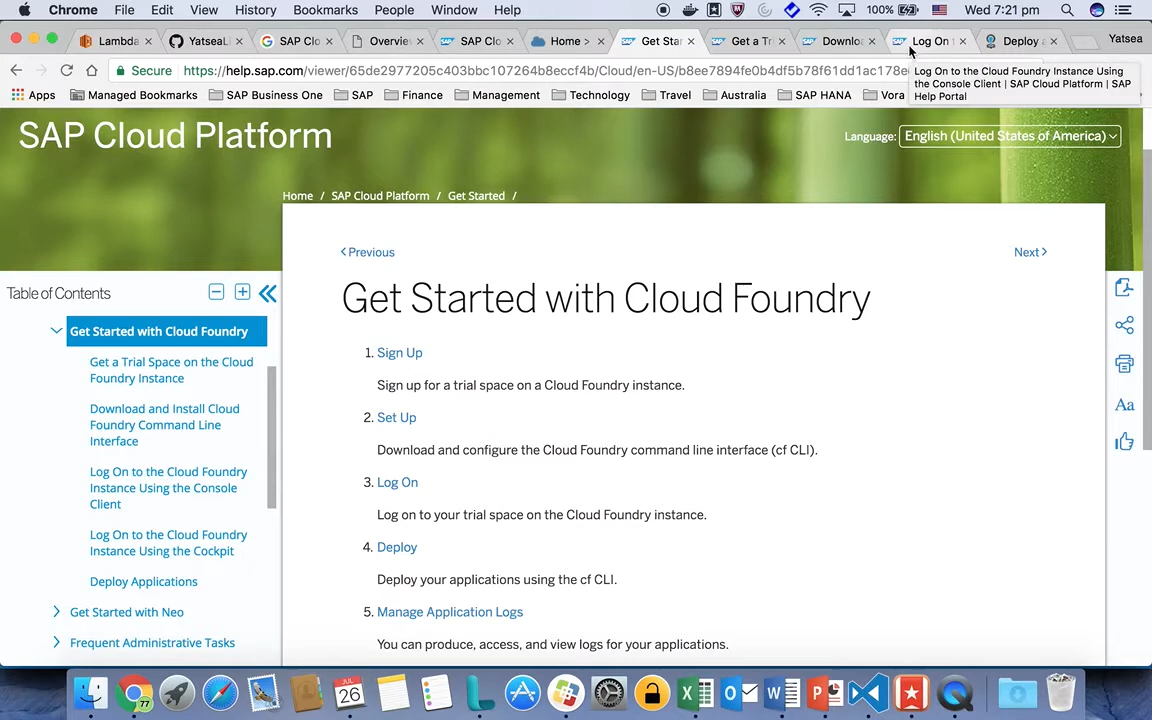 Chrome File Edit View History Bookmarks People Window Help 100% Wed 7:21 pm
Lambda YatseaL SAP Clo Overview SAP Clo Home > Get Star Get a Tr Downloa Log On t Deploy a Yatsea
Secure https://help.sap.com/viewer/65de2977205c403bbc107264b8eccf4b/Cloud/en-US/b8ee7894fe0b4df5b78f61dd1ac178e
Log On to the Cloud Foundry Instance Using
the Console Client | SAP Cloud Platform | SAP
Help Portal
Apps Managed Bookmarks SAP Business One SAP Finance Management Technology Travel Australia SAP HANA Vora
SAP Cloud Platform
Language: English (United States of America)
Home / SAP Cloud Platform / Get Started /
Previous Next
Table of Contents
Get Started with Cloud Foundry
Get a Trial Space on the Cloud
Foundry Instance
Download and Install Cloud
Foundry Command Line
Interface
Log On to the Cloud Foundry
Instance Using the Console
Client
Log On to the Cloud Foundry
Instance Using the Cockpit
Deploy Applications
Get Started with Neo
Frequent Administrative Tasks
Get Started with Cloud Foundry
1. Sign Up
Sign up for a trial space on a Cloud Foundry instance.
2. Set Up
Download and configure the Cloud Foundry command line interface (cf CLI).
3. Log On
Log on to your trial space on the Cloud Foundry instance.
4. Deploy
Deploy your applications using the cf CLI.
5. Manage Application Logs
You can produce, access, and view logs for your applications.
Aa
77
JUL
26